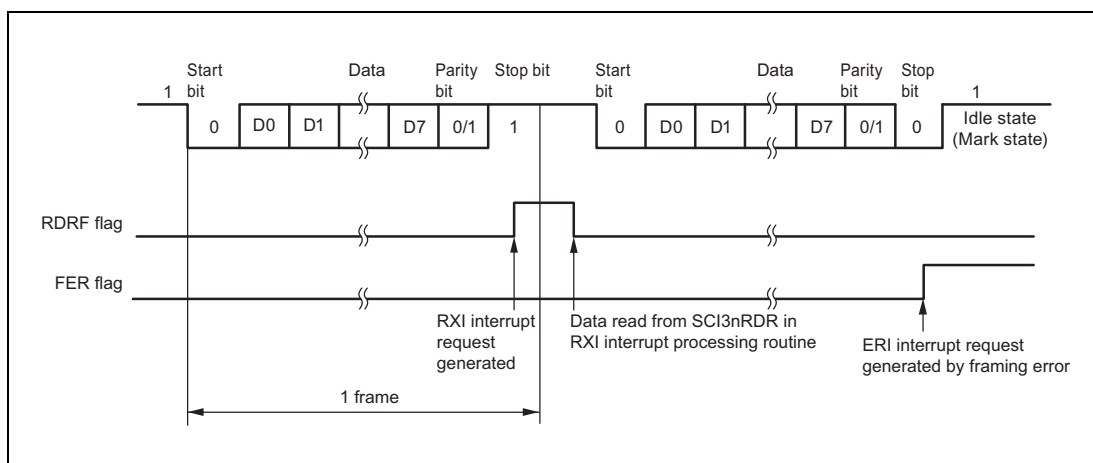 Start bit
Data
Parity bit
Stop bit
Start bit
Data
Parity bit
Stop bit
1
0
D0
D1
D7
0/1
1
0
D0
D1
D7
0/1
0
1
Idle state
(Mark state)
RDRF flag
FER flag
RXI interrupt
request
generated
Data read from SCI3nRDR in
RXI interrupt processing routine
ERI interrupt request
generated by framing error
1 frame